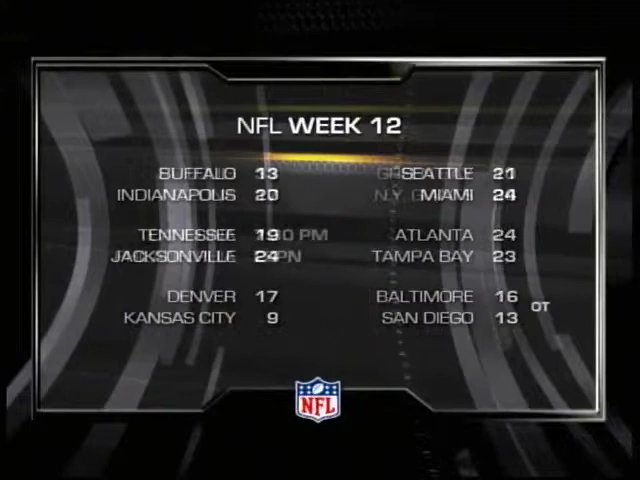 NFL WEEK 12
BUFFALO 13
INDIANAPOLIS 20
TENNESSEE 19
JACKSONVILLE 24
DENVER 17
KANSAS CITY 9
SEATTLE 21
MIAMI 24
ATLANTA 24
TAMPA BAY 23
BALTIMORE 16
SAN DIEGO 13
OT
NFL